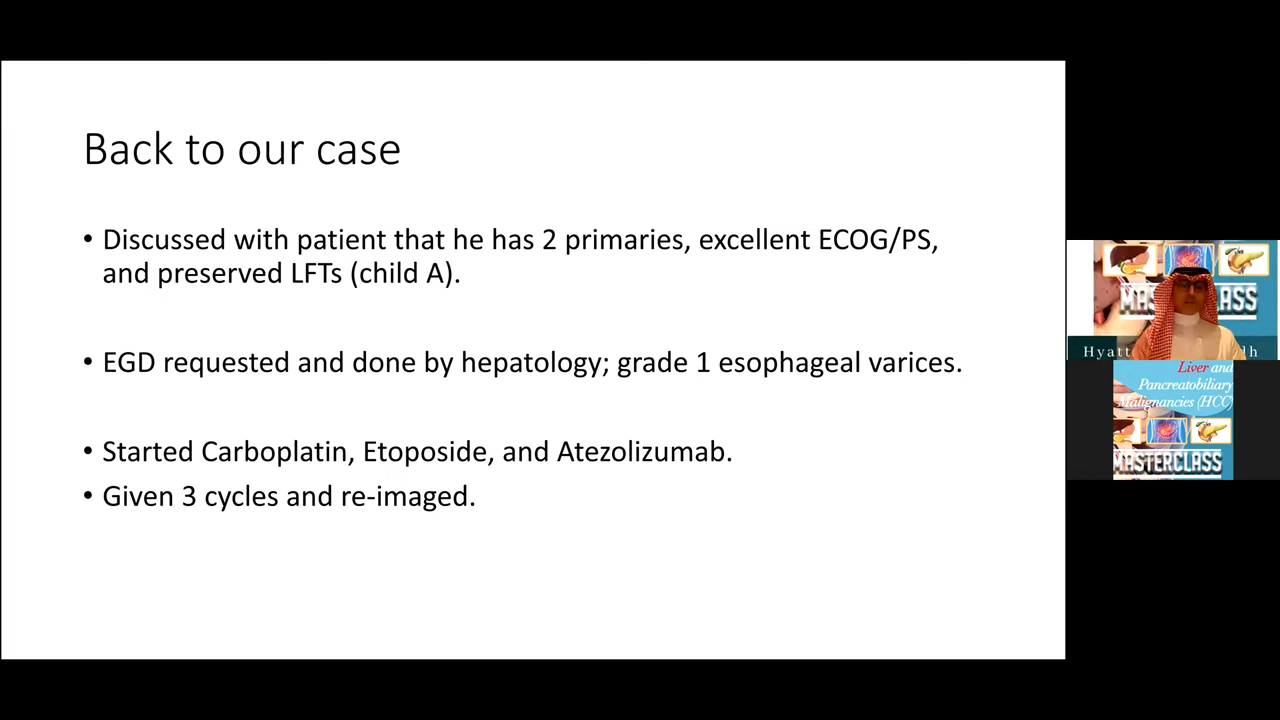 Back to our case
• Discussed with patient that he has 2 primaries, excellent ECOG/PS,
and preserved LFTs (child A).
• EGD requested and done by hepatology; grade 1 esophageal varices.
• Started Carboplatin, Etoposide, and Atezolizumab.
• Given 3 cycles and re-imaged.
Liver and
Pancreatobiliary
Malignancies (HCC)
MASTERCLASS